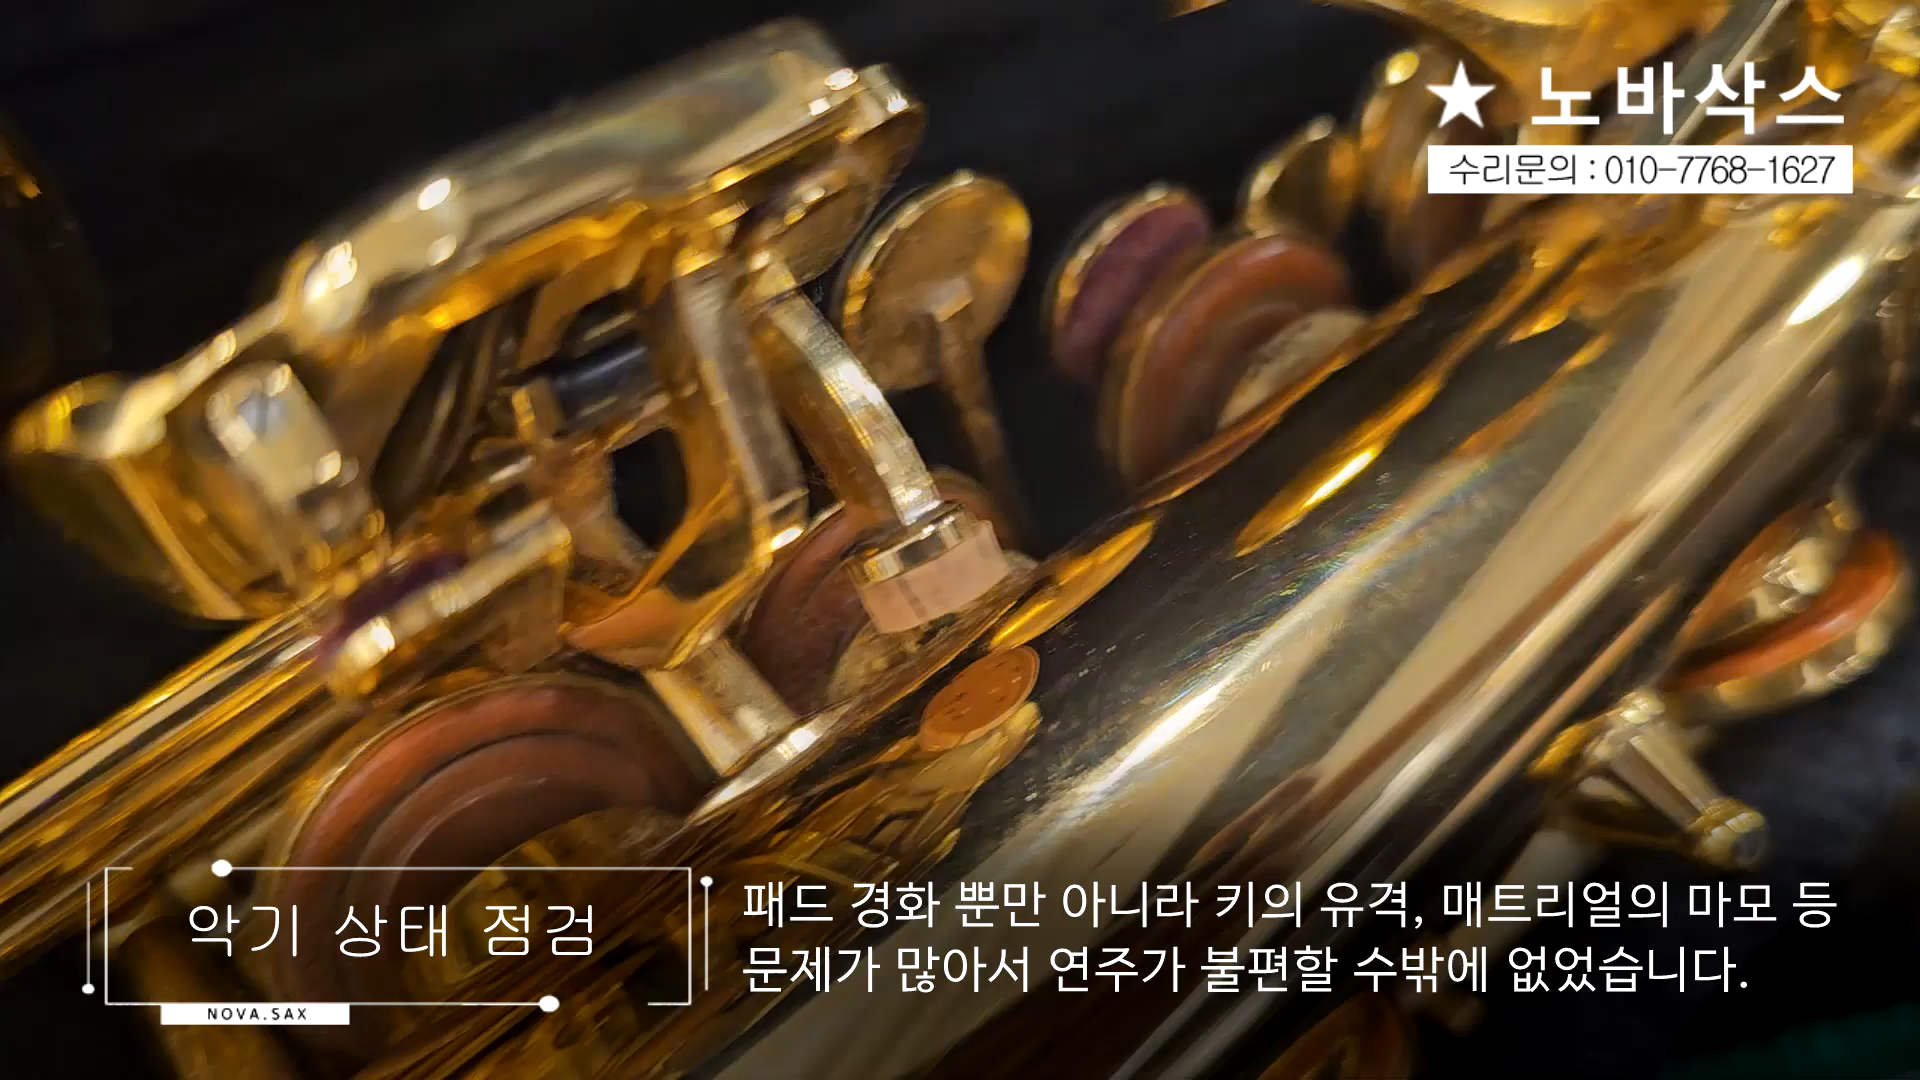 ★ 노바삭스
수리문의 : 010-7768-1627
악기 상태 점검
NOVA.SAX
패드 경화 뿐만 아니라 키의 유격, 매트리얼의 마모 등
문제가 많아서 연주가 불편할 수밖에 없었습니다.